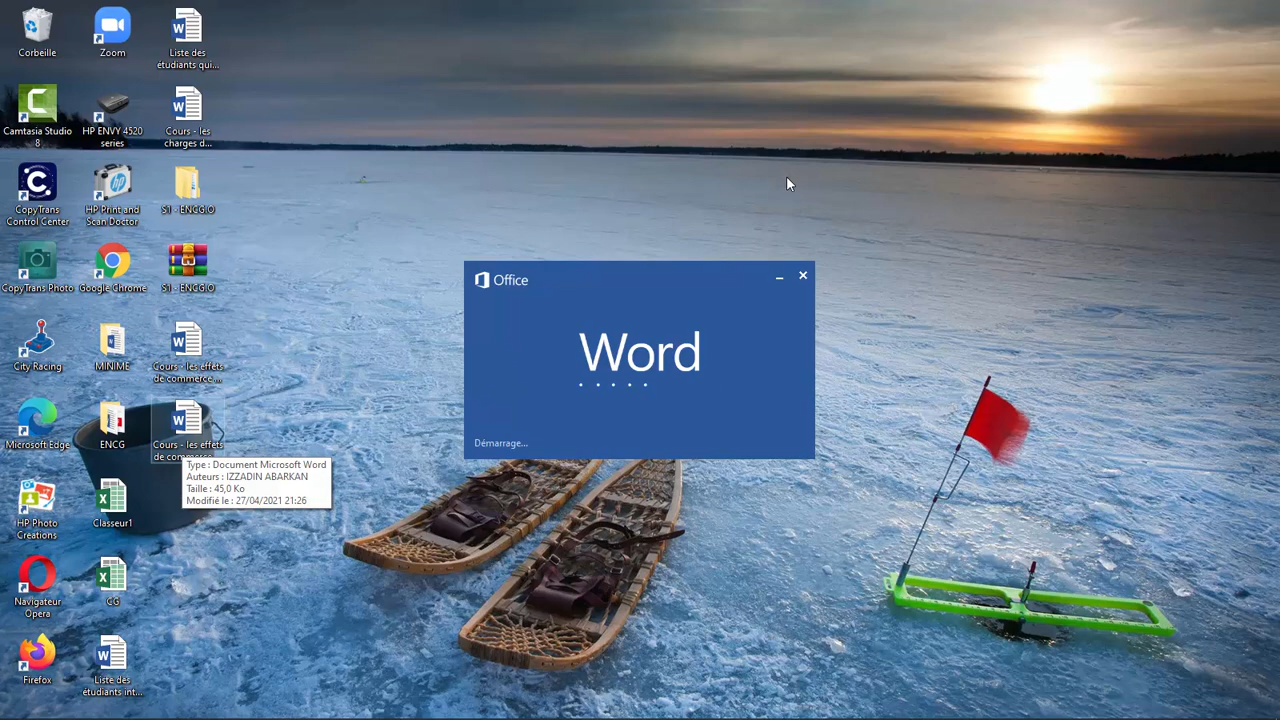 Corbeille
Zoom
Liste des
étudiants qui...
Camtasia Studio
8
HP ENVY 4520
series
Cours - les
charges d...
CopyTrans
Control Center
HP Print and
Scan Doctor
S1 - ENCG.O
CopyTrans Photo
Google Chrome
S1 - ENCG.O
City Racing
MINIME
Cours - les effets
de commerce...
Microsoft Edge
ENCG
Cours - les effets
de commerce...
HP Photo
Creations
Classeur1
Navigateur
Opera
CG
Firefox
Liste des
étudiants int...
Type : Document Microsoft Word
Auteurs : IZZADIN ABARKAN
Taille : 45,0 Ko
Modifié le : 27/04/2021 21:26
Office
Word
Démarrage...